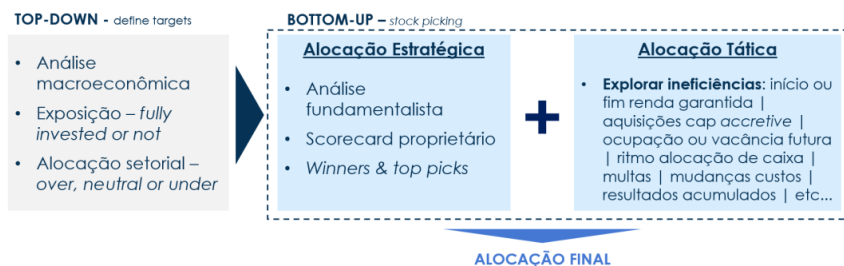 TOP-DOWN - define targets
• Análise
macroeconômica
• Exposição – fully
invested or not
• Alocação setorial –
over, neutral or under
BOTTOM-UP – stock picking
Alocação Estratégica
• Análise
fundamentalista
• Scorecard proprietário
• Winners & top picks
+
Alocação Tática
• Explorar ineficiências: início ou
fim renda garantida |
aquisições cap accretive |
ocupação ou vacância futura
| ritmo alocação de caixa |
multas | mudanças custos |
resultados acumulados | etc...
ALOCAÇÃO FINAL